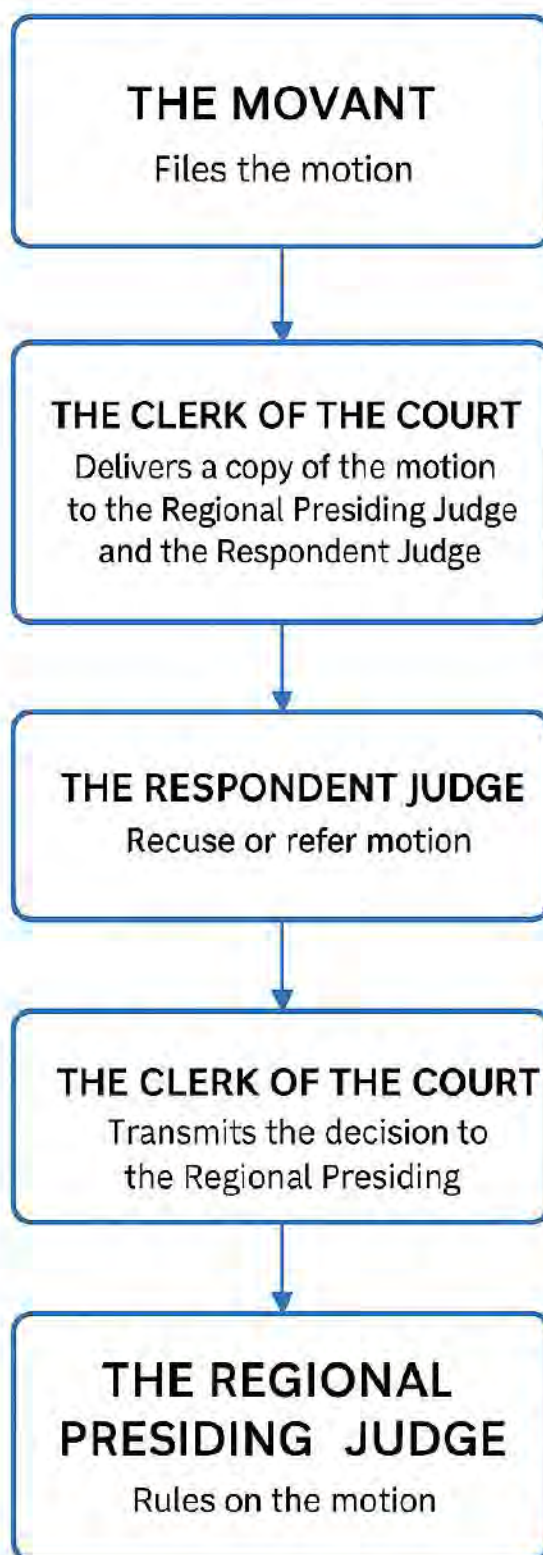 THE MOVANT
Files the motion
THE CLERK OF THE COURT
Delivers a copy of the motion
to the Regional Presiding Judge
and the Respondent Judge
THE RESPONDENT JUDGE
Recuse or refer motion
THE CLERK OF THE COURT
Transmits the decision to
the Regional Presiding
THE REGIONAL
PRESIDING JUDGE
Rules on the motion